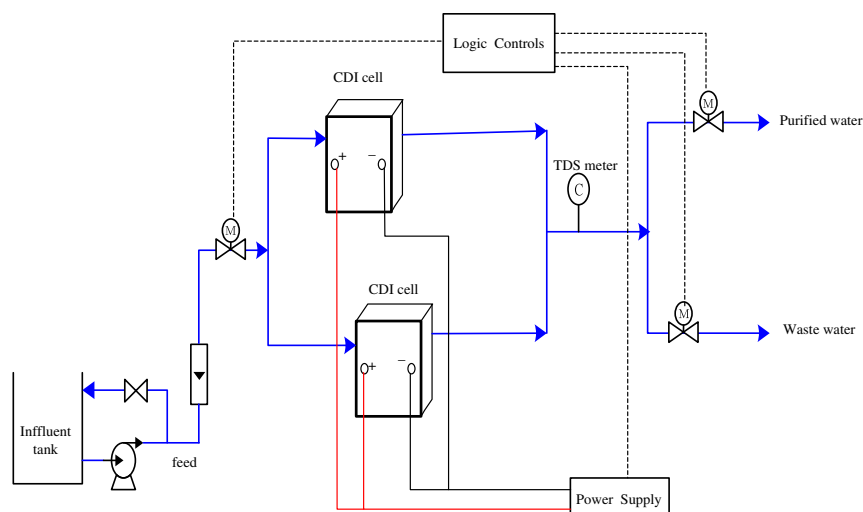 Logic Controls
CDI cell
M
Purified water
+ −
TDS meter
C
M
CDI cell
M
Waste water
+ −
Inffluent
tank
feed
Power Supply